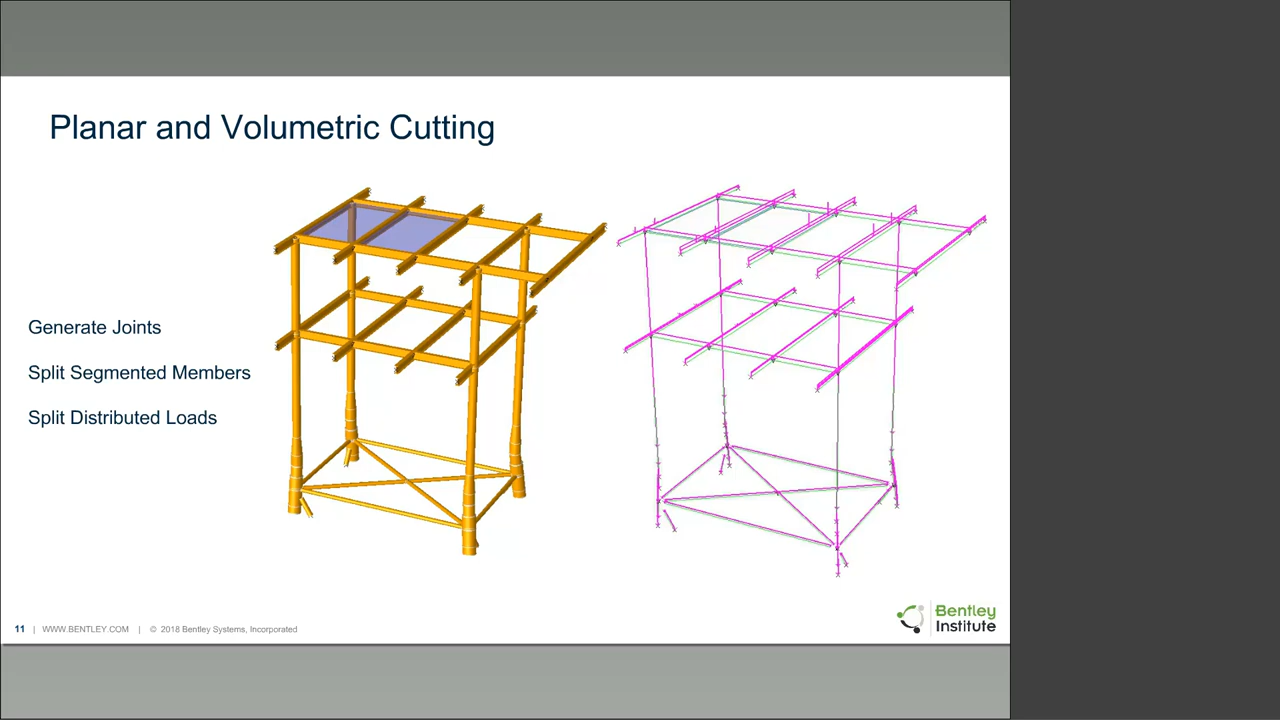 Planar and Volumetric Cutting
Generate Joints
Split Segmented Members
Split Distributed Loads
11 | WWW.BENTLEY.COM | © 2018 Bentley Systems, Incorporated
Bentley
Institute